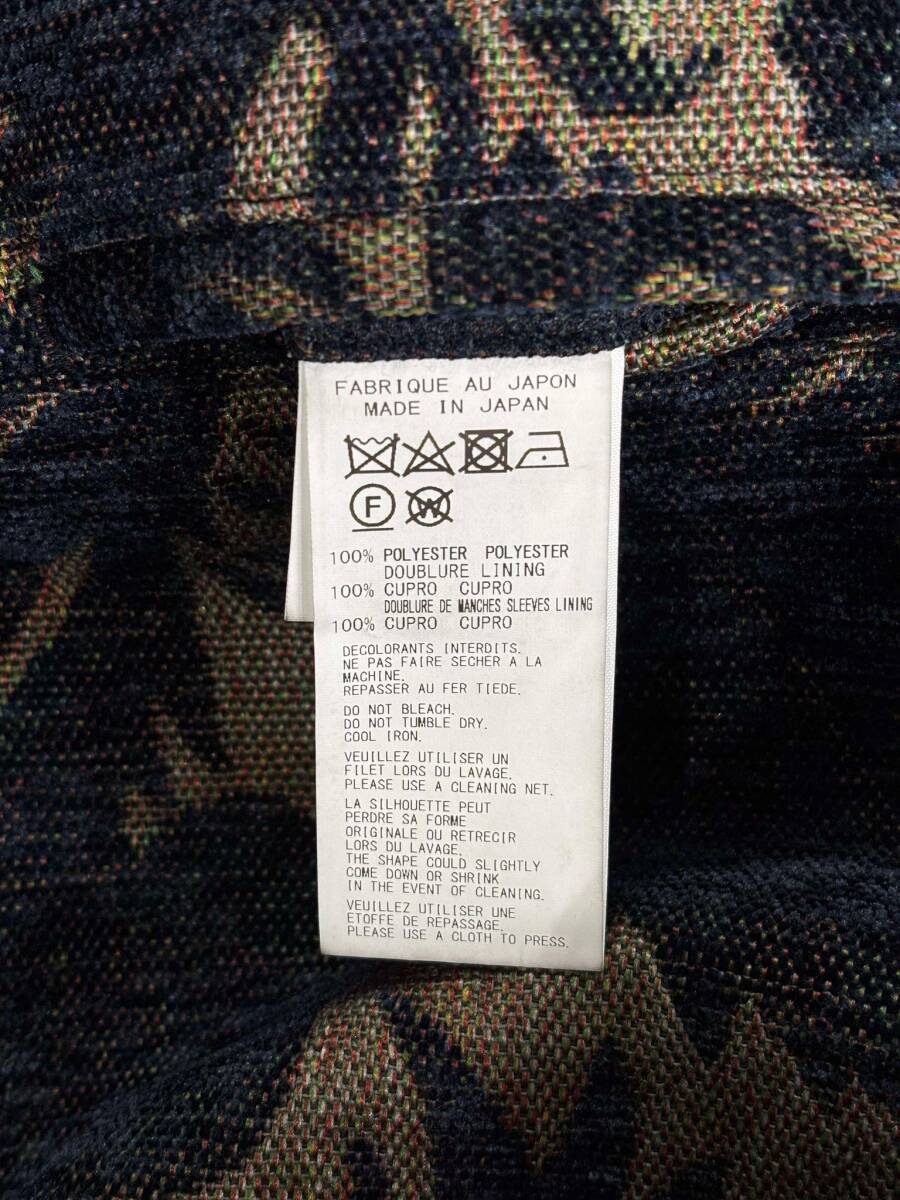 FABRIQUE AU JAPON
MADE IN JAPAN
F W
100% POLYESTER POLYESTER
DOUBLURE LINING
100% CUPRO CUPRO
DOUBLURE DE MANCHES SLEEVES LINING
100% CUPRO CUPRO
DECOLORANTS INTERDITS.
NE PAS FAIRE SECHER A LA
MACHINE.
REPASSER AU FER TIEDE.
DO NOT BLEACH.
DO NOT TUMBLE DRY.
COOL IRON.
VEUILLEZ UTILISER UN
FILET LORS DU LAVAGE.
PLEASE USE A CLEANING NET.
LA SILHOUETTE PEUT
PERDRE SA FORME
ORIGINALE OU RETRECIR
LORS DU LAVAGE.
THE SHAPE COULD SLIGHTLY
COME DOWN OR SHRINK
IN THE EVENT OF CLEANING.
VEUILLEZ UTILISER UNE
ETOFFE DE REPASSAGE.
PLEASE USE A CLOTH TO PRESS.